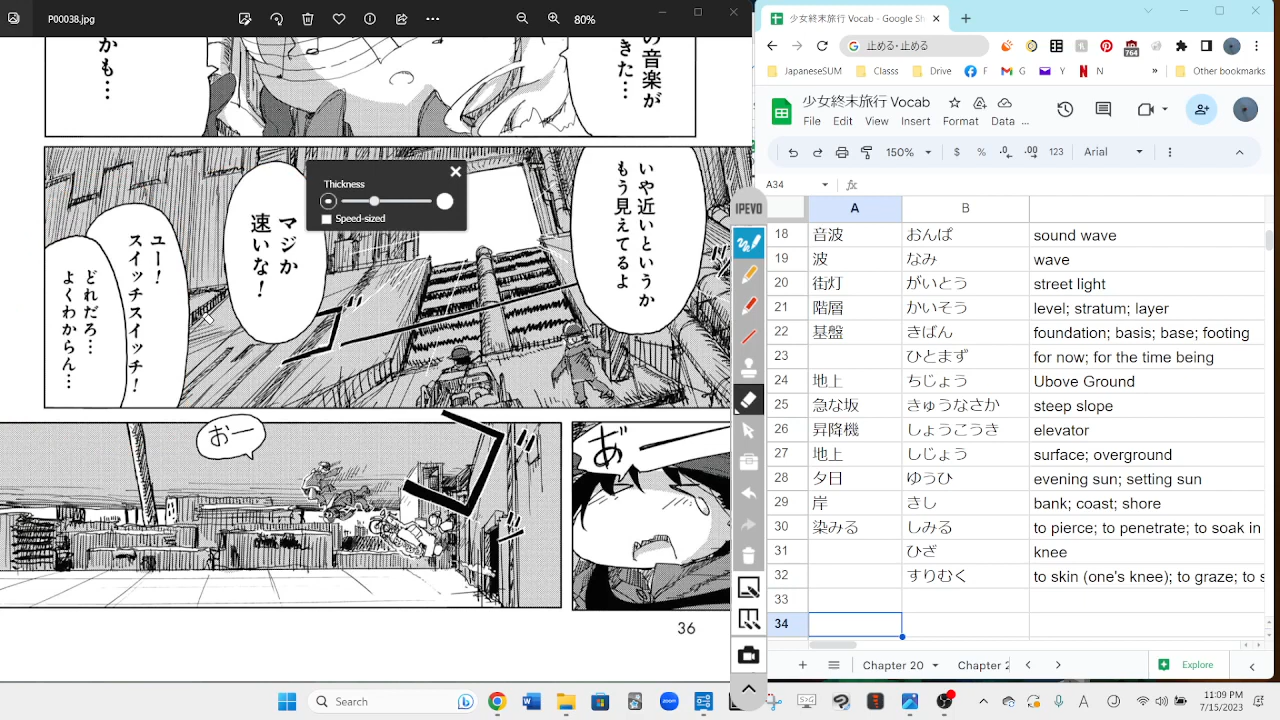 P00038.jpg
80%
か
も…
の音楽が
きた…
いや近いというか
もう見えてるよ
マジか
速いな！
ユー！
スイッチスイッチ！
どれだろ…
よくわからん…
おー
あ゛ー
36
Thickness
Speed-sized
IPEVO
少女終末旅行 Vocab - Google Sh
止める・止める
764
JapaneseSUM
Classs
Drive
F
G
Y
N
»
Other bookmarks
少女終末旅行 Vocab
File Edit View Insert Format Data ...
150% $ % .0 .00 123 Arial
A34
A B
18 音波 おんぱ sound wave
19 波 なみ wave
20 街灯 がいとう street light
21 階層 かいそう level; stratum; layer
22 基盤 きばん foundation; basis; base; footing
23 ひとまず for now; for the time being
24 地上 ちじょう Ubove Ground
25 急な坂 きゅうなさか steep slope
26 昇降機 しょうこうき elevator
27 地上 しじょう surface; overground
28 夕日 ゆうひ evening sun; setting sun
29 岸 きし bank; coast; shore
30 染みる しみる to pierce; to penetrate; to soak in
31 ひざ knee
32 すりむく to skin (one's knee); to graze; to s
33
34
Chapter 20
Chapter 2
Explore
Search
zoom
A
11:09 PM
7/15/2023